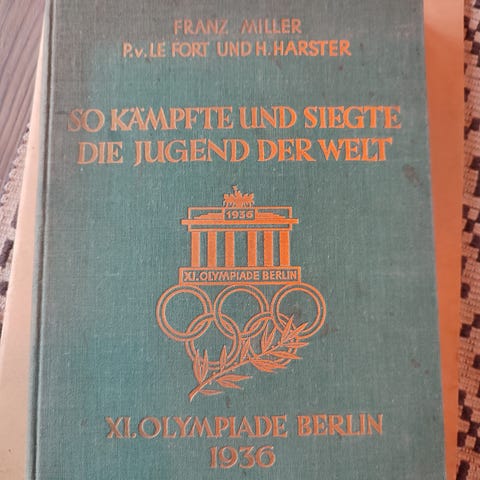 FRANZ MILLER
P.v. LE FORT UND H. HARSTER
SO KÄMPFTE UND SIEGTE
DIE JUGEND DER WELT
1936
XI. OLYMPIADE BERLIN
XI. OLYMPIADE BERLIN
1936